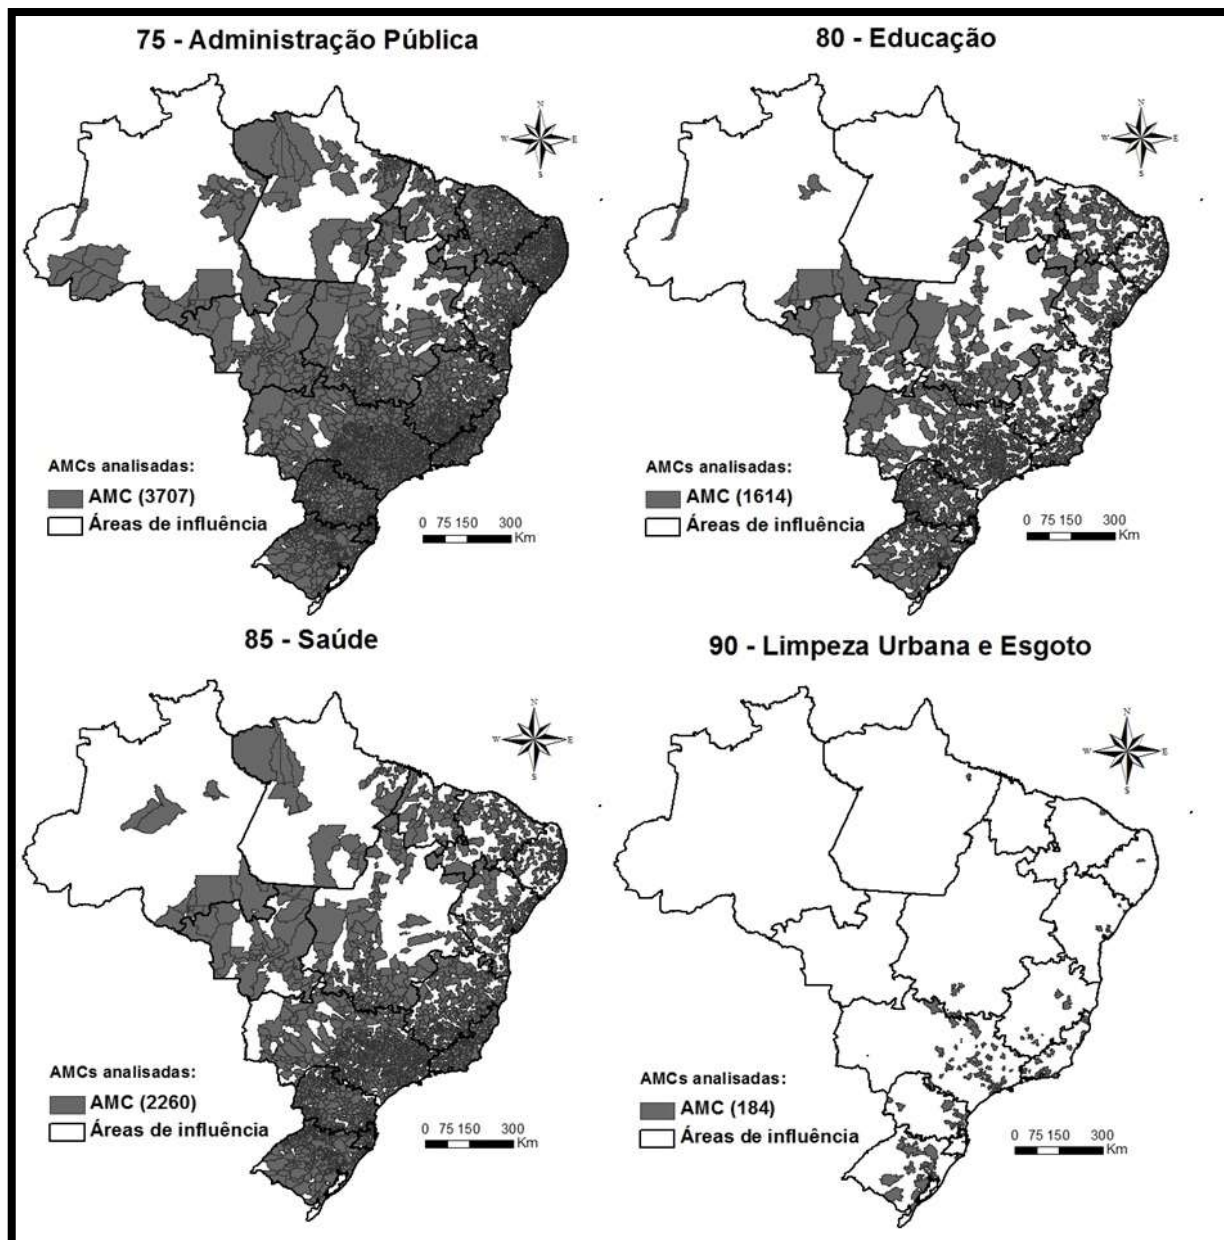 75 - Administração Pública
N
W
E
S
AMCs analisadas:
AMC (3707)
Áreas de influência
0 75 150 300
Km
80 - Educação
N
W
E
S
AMCs analisadas:
AMC (1614)
Áreas de influência
0 75 150 300
Km
85 - Saúde
N
W
E
S
AMCs analisadas:
AMC (2260)
Áreas de influência
0 75 150 300
Km
90 - Limpeza Urbana e Esgoto
N
W
E
S
AMCs analisadas:
AMC (184)
Áreas de influência
0 75 150 300
Km